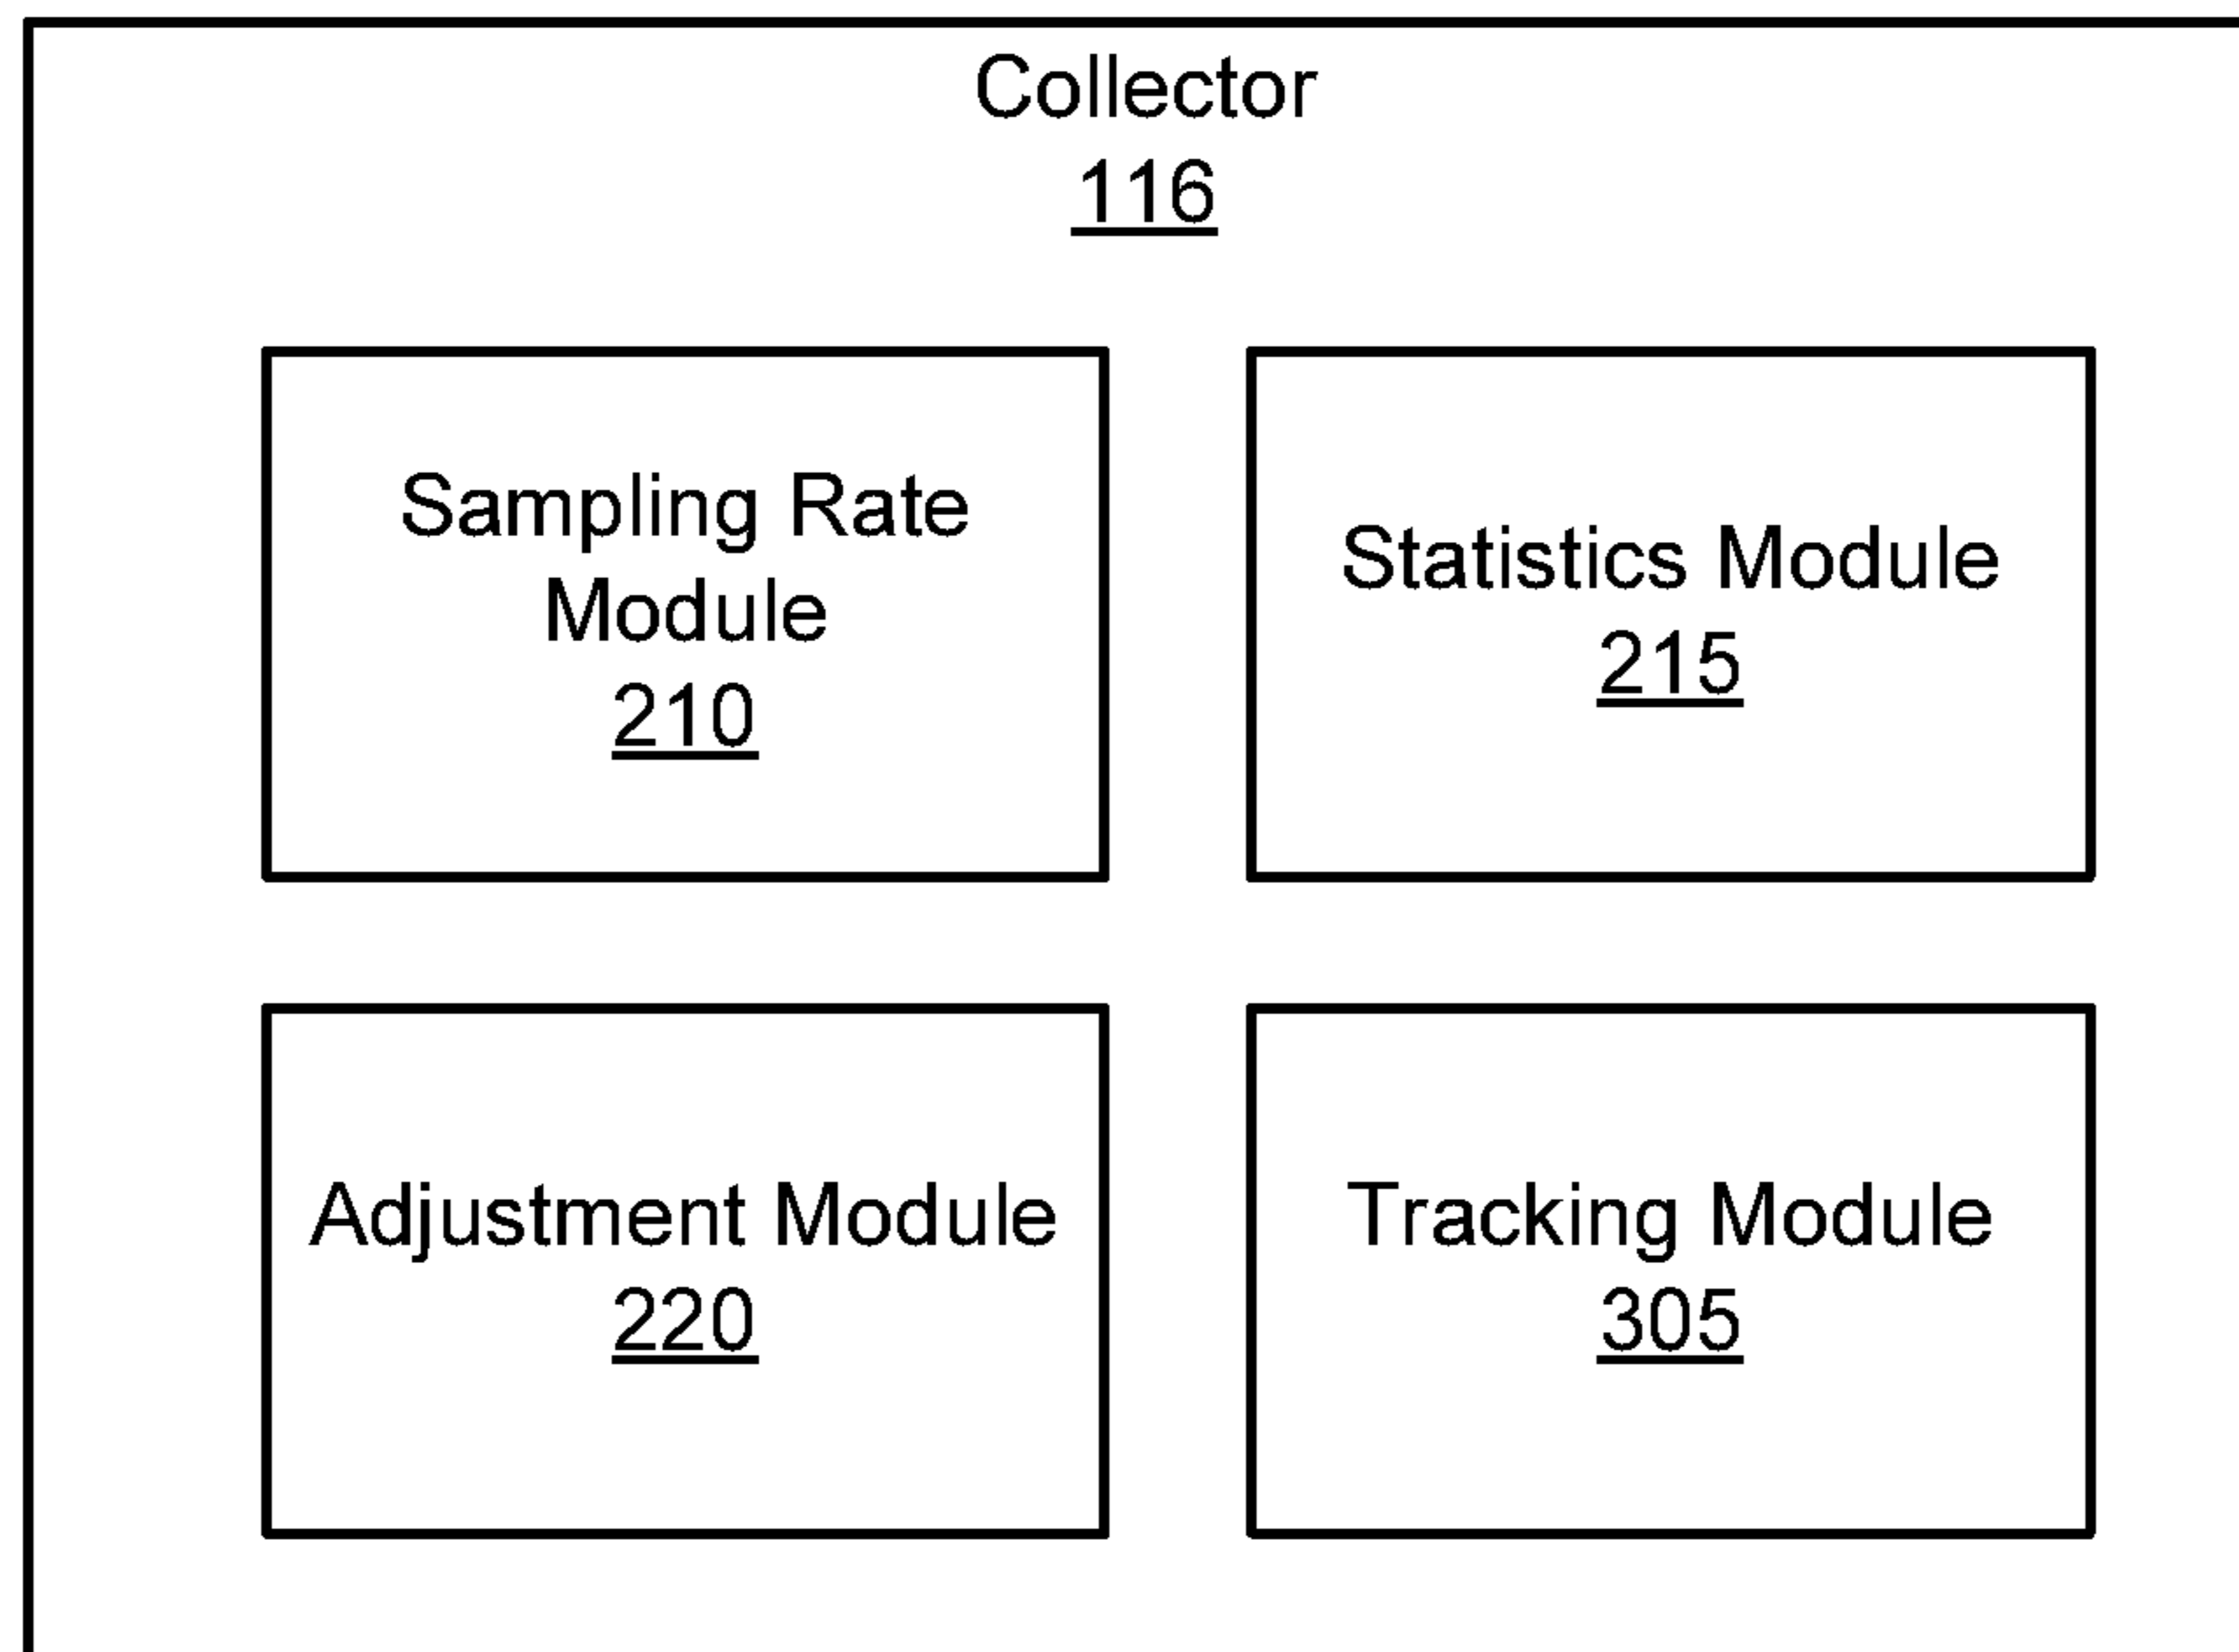 Collector
116
Sampling Rate
Module
210
Statistics Module
215
Adjustment Module
220
Tracking Module
305